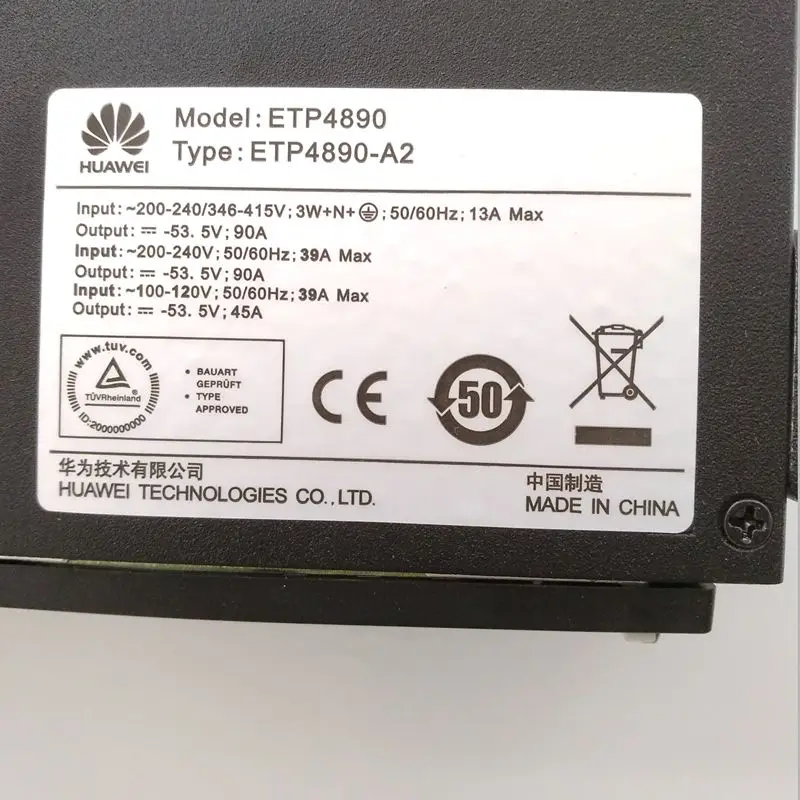 HUAWEI
Model: ETP4890
Type: ETP4890-A2
Input: ~200-240/346-415V; 3W+N+⏚; 50/60Hz; 13A Max
Output: ⎓ -53.5V; 90A
Input: ~200-240V; 50/60Hz; 39A Max
Output: ⎓ -53.5V; 90A
Input: ~100-120V; 50/60Hz; 39A Max
Output: ⎓ -53.5V; 45A
www.tuv.com
TÜVRheinland®
ID:2000000000
• BAUART
GEPRÜFT
• TYPE
APPROVED
CE
50
华为技术有限公司
HUAWEI TECHNOLOGIES CO.,LTD.
中国制造
MADE IN CHINA